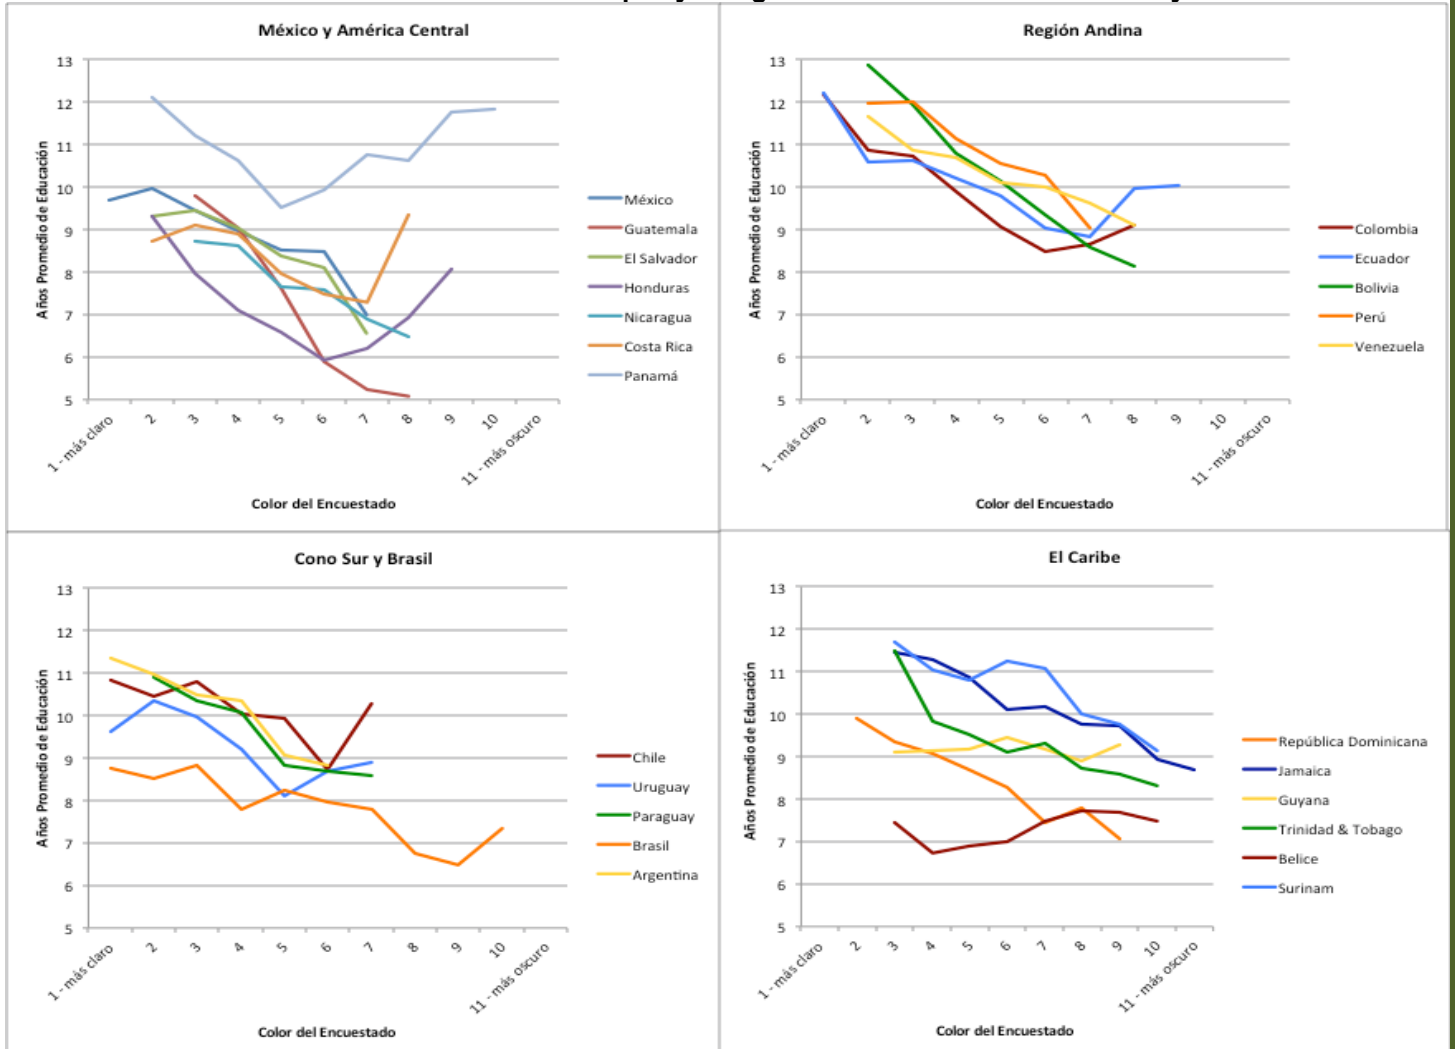 México y América Central
13
12
11
10
9
8
7
6
5
Años Promedio de Educación
1 - más claro
2
3
4
5
6
7
8
9
10
11 - más oscuro
Color del Encuestado
México
Guatemala
El Salvador
Honduras
Nicaragua
Costa Rica
Panamá
Región Andina
13
12
11
10
9
8
7
6
5
Años Promedio de Educación
1 - más claro
2
3
4
5
6
7
8
9
10
11 - más oscuro
Color del Encuestado
Colombia
Ecuador
Bolivia
Perú
Venezuela
Cono Sur y Brasil
13
12
11
10
9
8
7
6
5
Años Promedio de Educación
1 - más claro
2
3
4
5
6
7
8
9
10
11 - más oscuro
Color del Encuestado
Chile
Uruguay
Paraguay
Brasil
Argentina
El Caribe
13
12
11
10
9
8
7
6
5
Años Promedio de Educación
1 - más claro
2
3
4
5
6
7
8
9
10
11 - más oscuro
Color del Encuestado
República Dominicana
Jamaica
Guyana
Trinidad & Tobago
Belice
Surinam